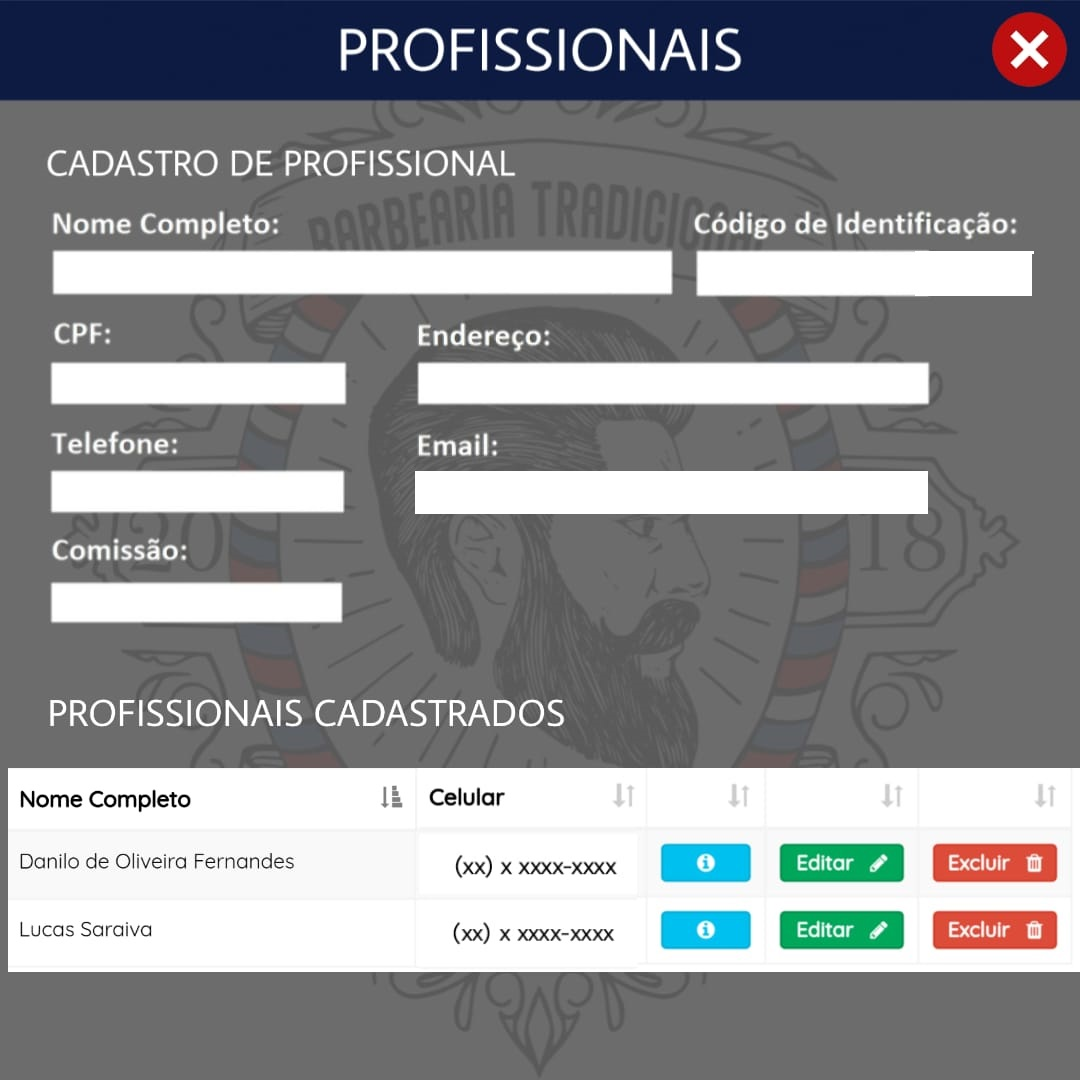 PROFISSIONAIS
CADASTRO DE PROFISSIONAL
BARBEARIA TRADICIONAL
Nome Completo: Código de Identificação:
CPF: Endereço:
Telefone: Email:
20 18
Comissão:
PROFISSIONAIS CADASTRADOS
Nome Completo Celular
Danilo de Oliveira Fernandes (xx) x xxxx-xxxx Editar Excluir
Lucas Saraiva (xx) x xxxx-xxxx Editar Excluir